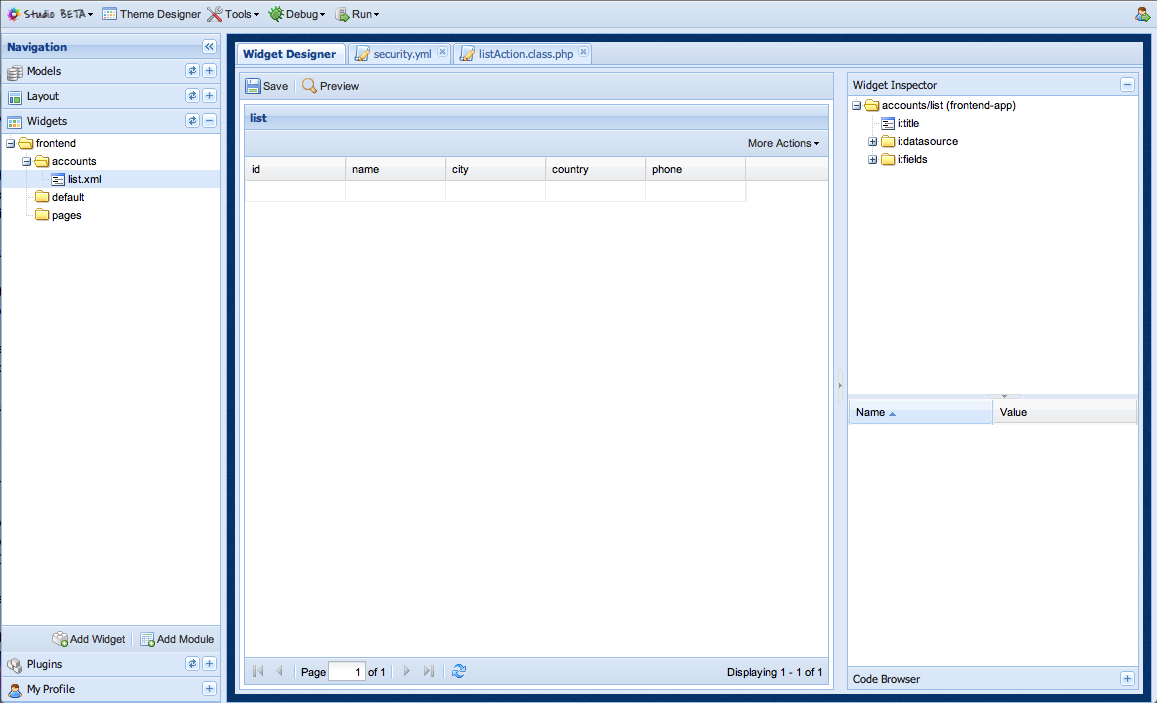 Studio BETA Theme Designer Tools Debug Run
Navigation
Models
Layout
Widgets
frontend
accounts
list.xml
default
pages
Add Widget Add Module
Plugins
My Profile
Widget Designer security.yml listAction.class.php
Save Preview
list
More Actions
id name city country phone
Page 1 of 1 Displaying 1 - 1 of 1
Widget Inspector
accounts/list (frontend-app)
i:title
i:datasource
i:fields
Name Value
Code Browser